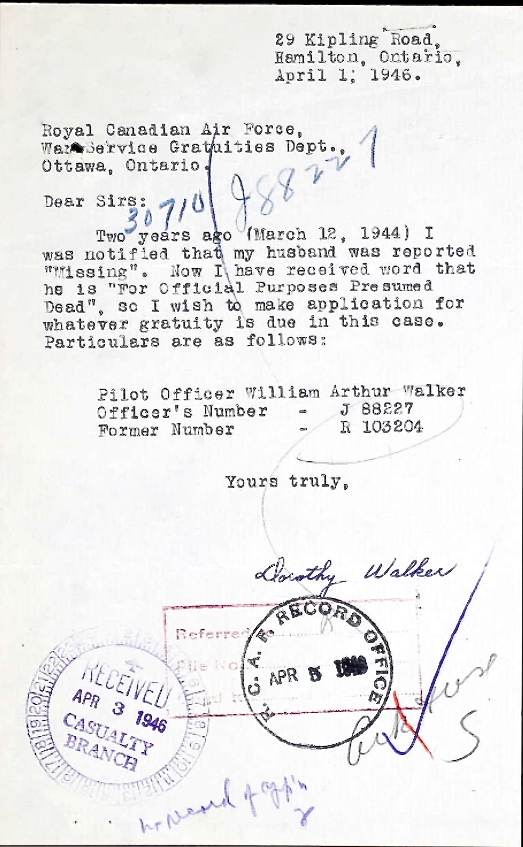 29 Kipling Road,
Hamilton, Ontario,
April 1, 1946.
Royal Canadian Air Force,
War Service Gratuities Dept.,
Ottawa, Ontario.
J88227
Dear Sirs:
30710
Two years ago (March 12, 1944) I
was notified that my husband was reported
"Missing". Now I have received word that
he is "For Official Purposes Presumed
Dead", so I wish to make application for
whatever gratuity is due in this case.
Particulars are as follows:
Pilot Officer William Arthur Walker
Officer's Number - J 88227
Former Number - R 103204
Yours truly,
Dorothy Walker
Referred
File No.
R.C.A.F. RECORD OFFICE
APR 3 1946
RECEIVED
APR 3 1946
CASUALTY
BRANCH
5
no record of